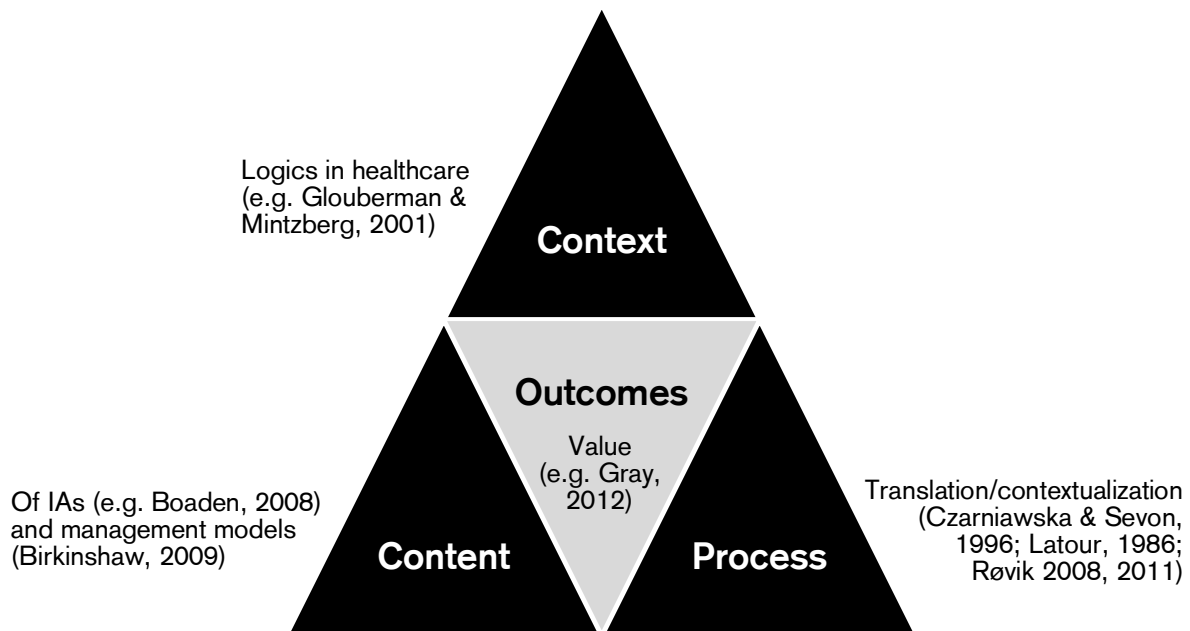 Logics in healthcare
(e.g. Glouberman &
Mintzberg, 2001)
Context
Outcomes
Value
(e.g. Gray,
2012)
Of IAs (e.g. Boaden, 2008)
and management models
(Birkinshaw, 2009)
Content
Process
Translation/contextualization
(Czarniawska & Sevon,
1996; Latour, 1986;
Røvik 2008, 2011)